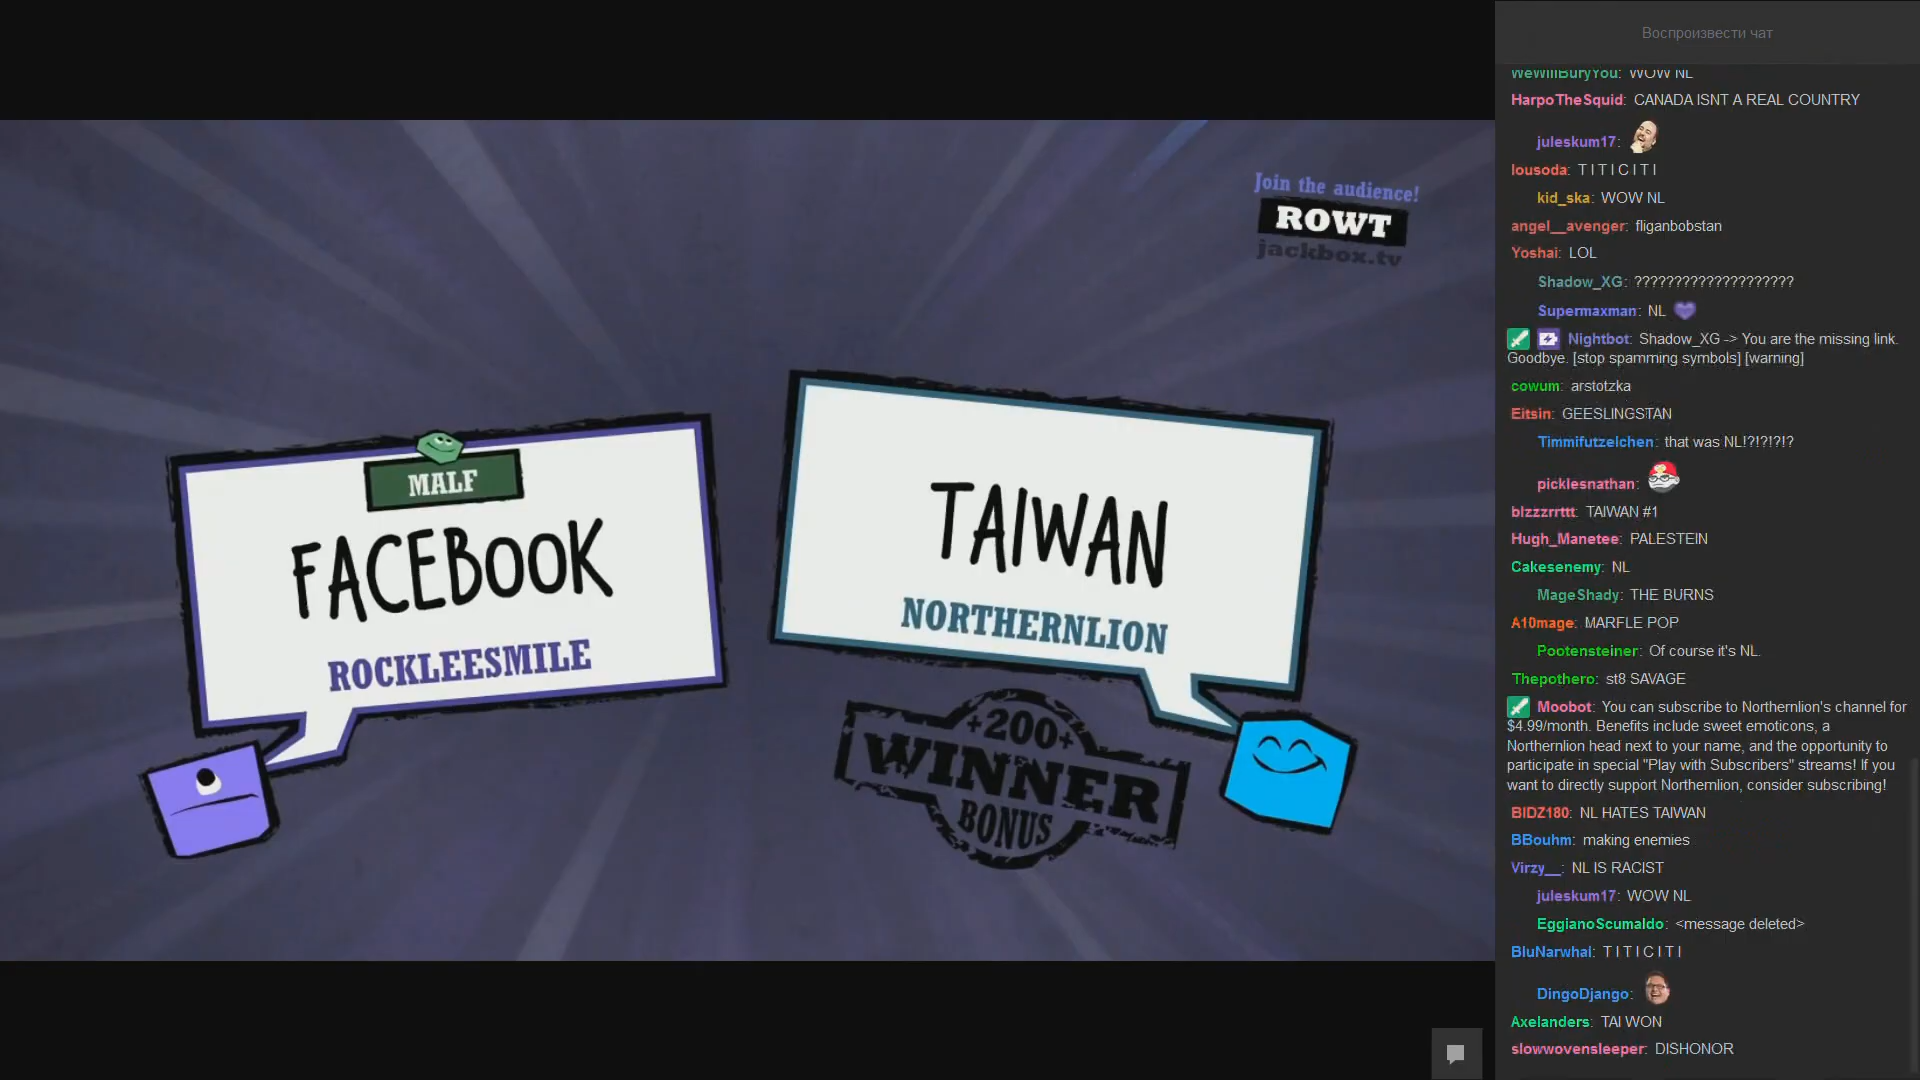 Join the audience!
ROWT
jackbox.tv
MALF
FACEBOOK
ROCKLEESMILE
TAIWAN
NORTHERNLION
+200+
WINNER
BONUS
Воспроизвести чат
WeWillBuryYou: WOW NL
HarpoTheSquid: CANADA ISNT A REAL COUNTRY
juleskum17:
lousoda: T I T I C I T I
kid_ska: WOW NL
angel__avenger: fliganbobstan
Yoshai: LOL
Shadow_XG: ????????????????????
Supermaxman: NL
Nightbot: Shadow_XG -> You are the missing link.
Goodbye. [stop spamming symbols] [warning]
cowum: arstotzka
Eitsin: GEESLINGSTAN
Timmifutzelchen: that was NL!?!?!?!?
picklesnathan:
blzzzrrttt: TAIWAN #1
Hugh_Manetee: PALESTEIN
Cakesenemy: NL
MageShady: THE BURNS
A10mage: MARFLE POP
Pootensteiner: Of course it's NL.
Thepothero: st8 SAVAGE
Moobot: You can subscribe to Northernlion's channel for
$4.99/month. Benefits include sweet emoticons, a
Northernlion head next to your name, and the opportunity to
participate in special "Play with Subscribers" streams! If you
want to directly support Northernlion, consider subscribing!
BIDZ180: NL HATES TAIWAN
BBouhm: making enemies
Virzy__: NL IS RACIST
juleskum17: WOW NL
EggianoScumaldo: <message deleted>
BluNarwhal: T I T I C I T I
DingoDjango:
Axelanders: TAI WON
slowwovensleeper: DISHONOR